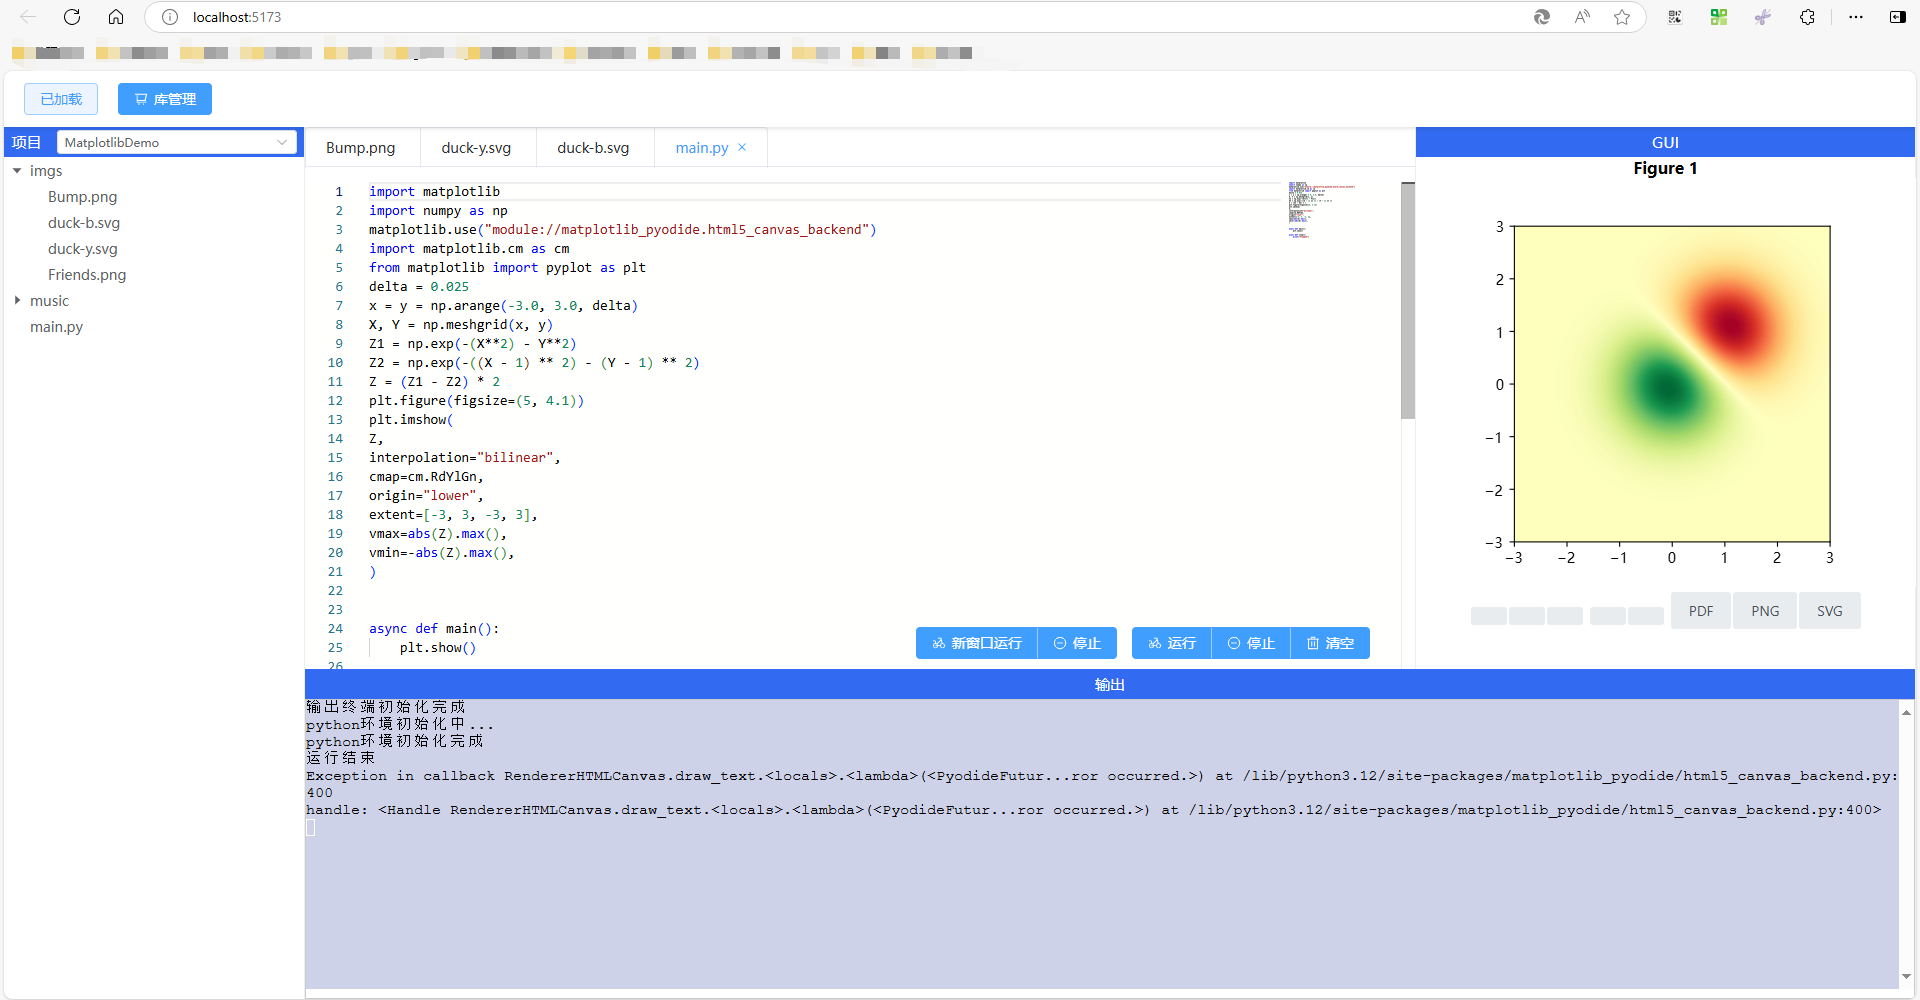 localhost:5173
已加载
库管理
项目
MatplotlibDemo
imgs
Bump.png
duck-b.svg
duck-y.svg
Friends.png
music
main.py
Bump.png
duck-y.svg
duck-b.svg
main.py ×
1 import matplotlib
2 import numpy as np
3 matplotlib.use("module://matplotlib_pyodide.html5_canvas_backend")
4 import matplotlib.cm as cm
5 from matplotlib import pyplot as plt
6 delta = 0.025
7 x = y = np.arange(-3.0, 3.0, delta)
8 X, Y = np.meshgrid(x, y)
9 Z1 = np.exp(-(X**2) - Y**2)
10 Z2 = np.exp(-((X - 1) ** 2) - (Y - 1) ** 2)
11 Z = (Z1 - Z2) * 2
12 plt.figure(figsize=(5, 4.1))
13 plt.imshow(
14 Z,
15 interpolation="bilinear",
16 cmap=cm.RdYlGn,
17 origin="lower",
18 extent=[-3, 3, -3, 3],
19 vmax=abs(Z).max(),
20 vmin=-abs(Z).max(),
21 )
22
23
24 async def main():
25     plt.show()
26
新窗口运行
停止
运行
停止
清空
GUI
Figure 1
3
2
1
0
−1
−2
−3
−3 −2 −1 0 1 2 3
PDF
PNG
SVG
输出
输出终端初始化完成
python环境初始化中...
python环境初始化完成
运行结束
Exception in callback RendererHTMLCanvas.draw_text.<locals>.<lambda>(<PyodideFutur...ror occurred.>) at /lib/python3.12/site-packages/matplotlib_pyodide/html5_canvas_backend.py:
400
handle: <Handle RendererHTMLCanvas.draw_text.<locals>.<lambda>(<PyodideFutur...ror occurred.>) at /lib/python3.12/site-packages/matplotlib_pyodide/html5_canvas_backend.py:400>